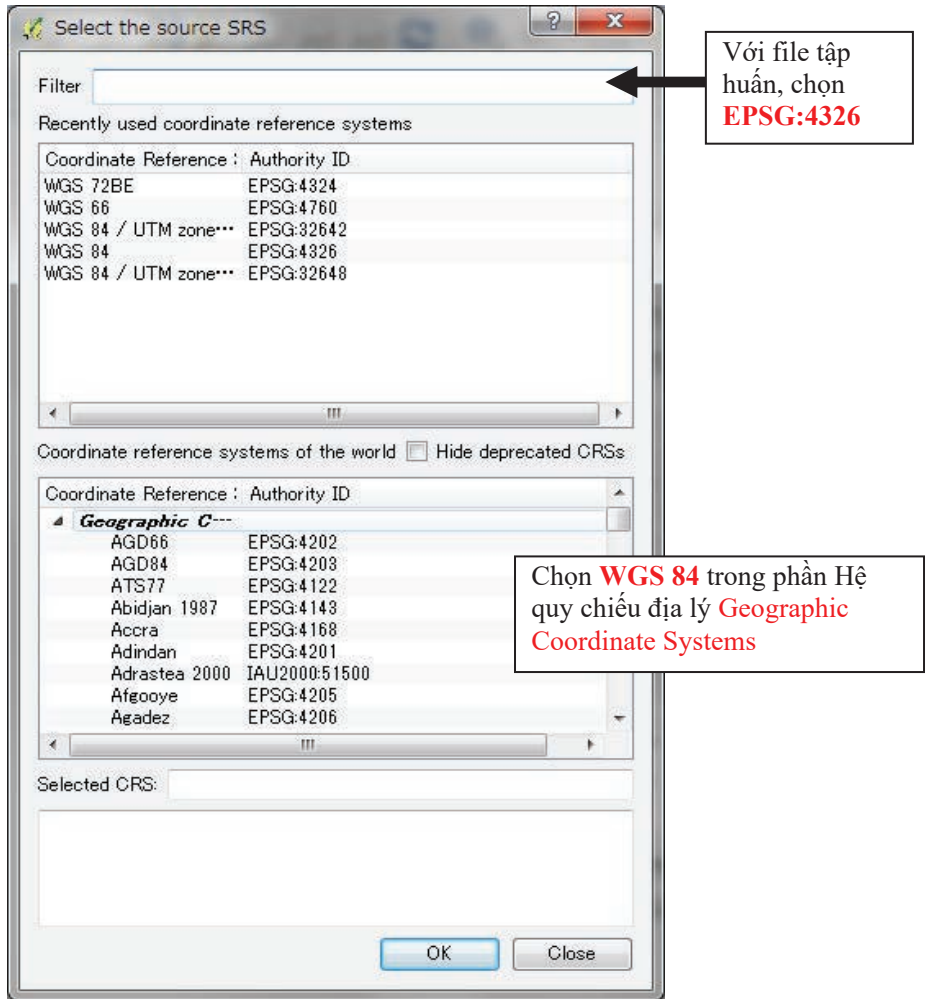 Select the source SRS
Với file tập
huấn, chọn
EPSG:4326
Filter
Recently used coordinate reference systems
Coordinate Reference : Authority ID
WGS 72BE EPSG:4324
WGS 66 EPSG:4760
WGS 84 / UTM zone··· EPSG:32642
WGS 84 EPSG:4326
WGS 84 / UTM zone··· EPSG:32648
Coordinate reference systems of the world Hide deprecated CRSs
Coordinate Reference : Authority ID
Geographic C···
AGD66 EPSG:4202
AGD84 EPSG:4203
ATS77 EPSG:4122
Abidjan 1987 EPSG:4143
Accra EPSG:4168
Adindan EPSG:4201
Adrastea 2000 IAU2000:51500
Afgooye EPSG:4205
Agadez EPSG:4206
Chọn WGS 84 trong phần Hệ
quy chiếu địa lý Geographic
Coordinate Systems
Selected CRS:
OK Close